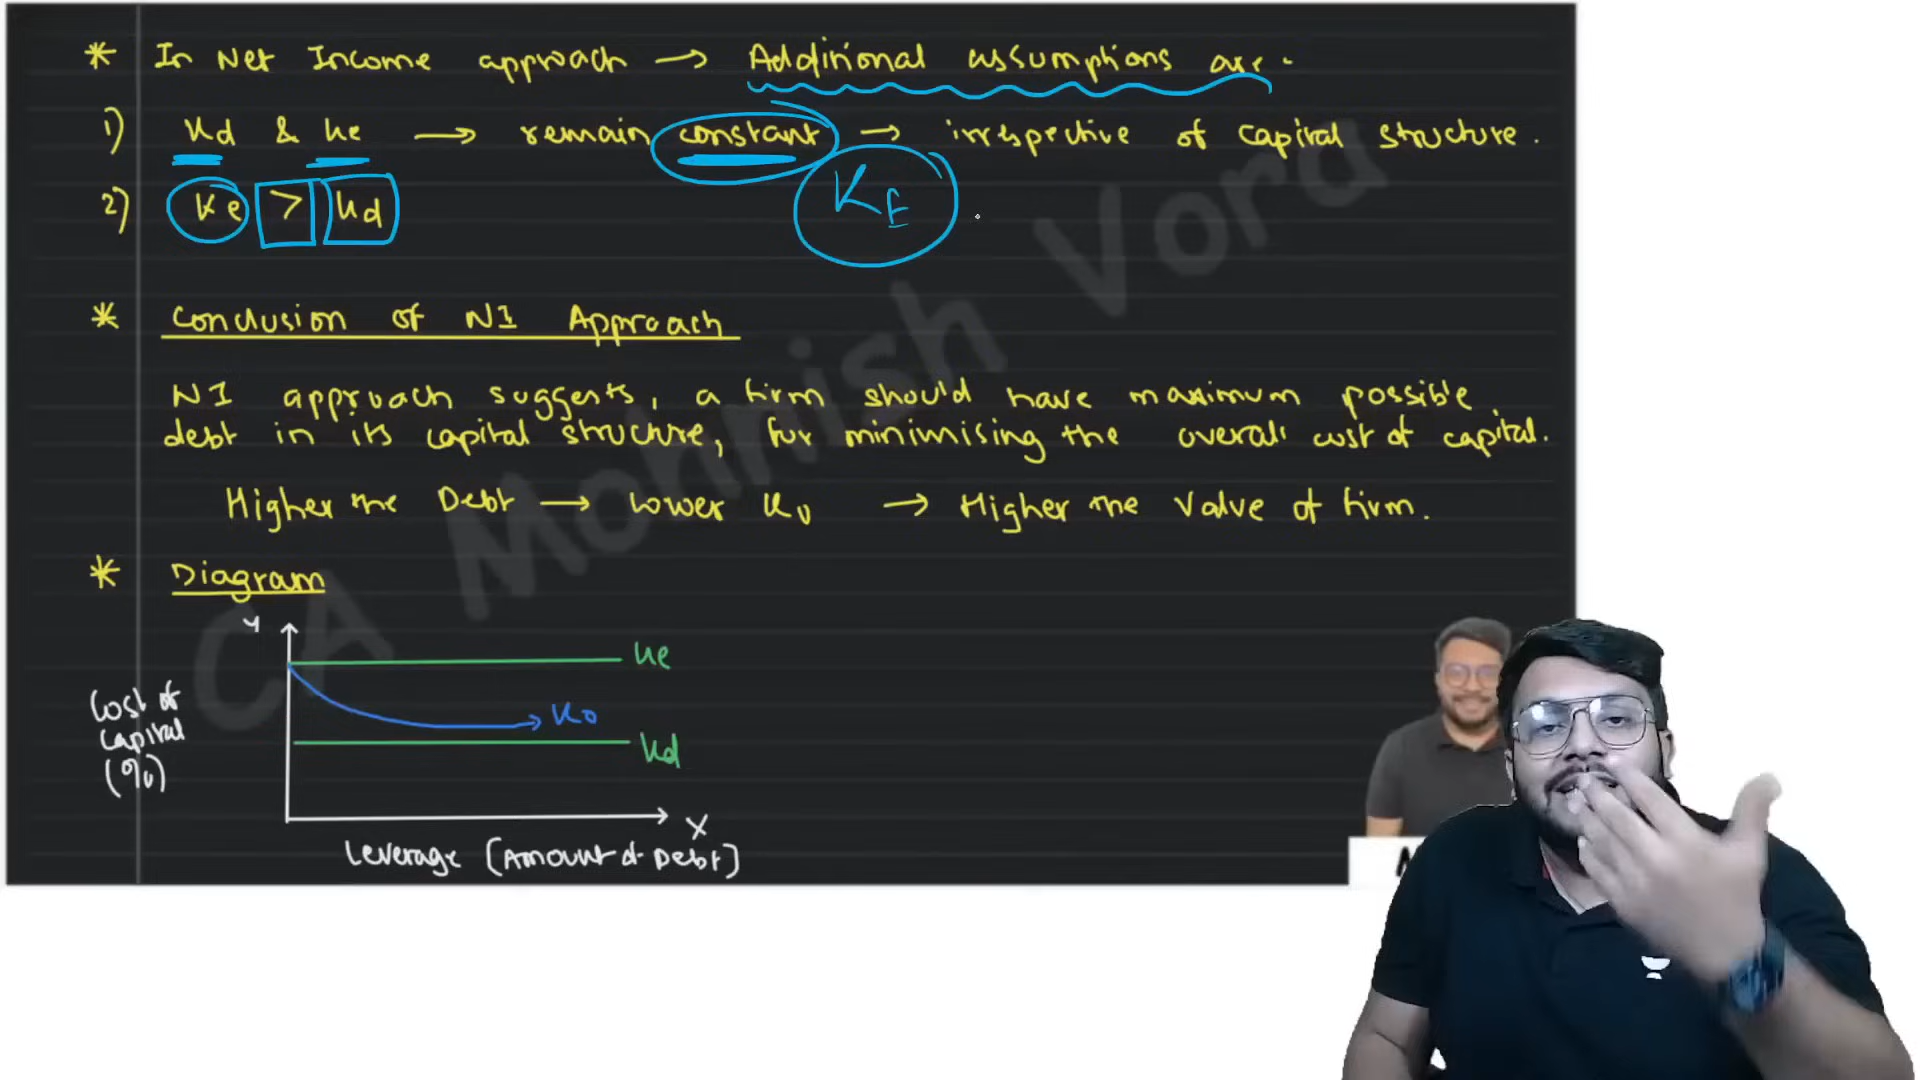 * In Net Income approach → Additional assumptions are.
1) Kd & Ke → remain constant → irrespective of capital structure.
KE
2) Ke > Kd
* Conclusion of NI Approach
NI approach suggests, a firm should have maximum possible
debt in its capital structure, for minimising the overall cost of capital.
Higher the Debt → Lower Ko → Higher the Value of firm.
* Diagram
Y
Ke
Cost of
Capital
(%)
Ko
Kd
X
Leverage (Amount of Debt)
CA Mohnish Vora
A